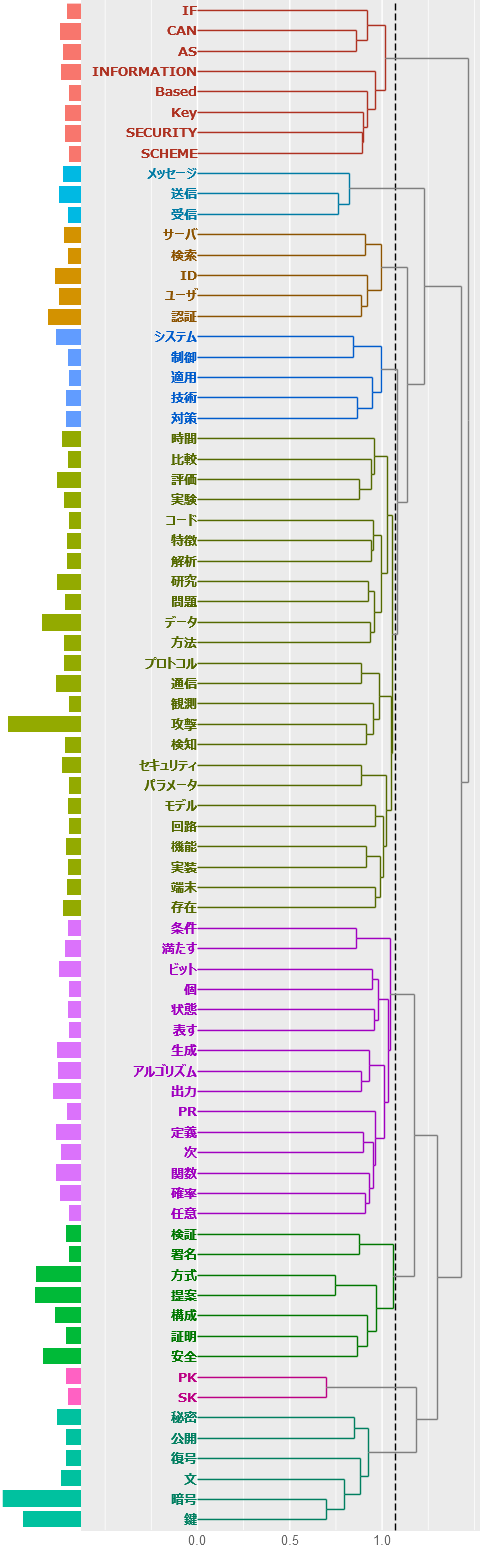 IF
CAN
AS
INFORMATION
Based
Key
SECURITY
SCHEME
メッセージ
送信
受信
サーバ
検索
ID
ユーザ
認証
システム
制御
適用
技術
対策
時間
比較
評価
実験
コード
特徴
解析
研究
問題
データ
方法
プロトコル
通信
観測
攻撃
検知
セキュリティ
パラメータ
モデル
回路
機能
実装
端末
存在
条件
満たす
ビット
個
状態
表す
生成
アルゴリズム
出力
PR
定義
次
関数
確率
任意
検証
署名
方式
提案
構成
証明
安全
PK
SK
秘密
公開
復号
文
暗号
鍵
0.0 0.5 1.0